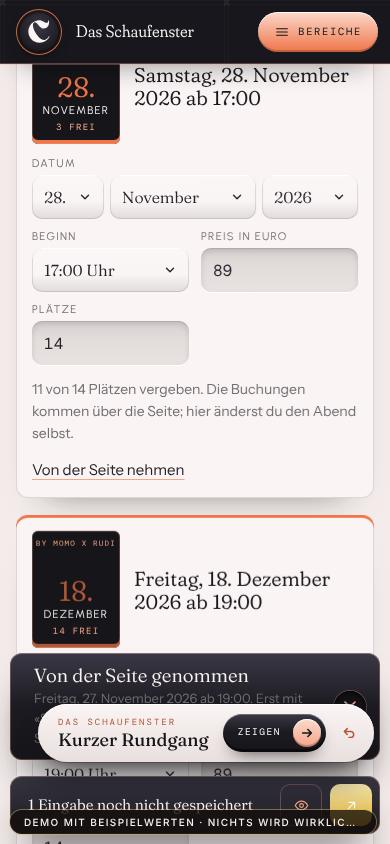 C
Das Schaufenster
BEREICHE
28.
NOVEMBER
3 FREI
Samstag, 28. November
2026 ab 17:00
DATUM
28.
November
2026
BEGINN
PREIS IN EURO
17:00 Uhr
89
PLÄTZE
14
11 von 14 Plätzen vergeben. Die Buchungen
kommen über die Seite; hier änderst du den Abend
selbst.
Von der Seite nehmen
BY MOMO X RUDI
18.
DEZEMBER
14 FREI
Freitag, 18. Dezember
2026 ab 19:00
Von der Seite genommen
Freitag, 27. November 2026 ab 19:00. Erst mit
DAS SCHAUFENSTER
Kurzer Rundgang
ZEIGEN
19:00 Uhr
89
1 Eingabe noch nicht gespeichert
DEMO MIT BEISPIELWERTEN · NICHTS WIRD WIRKLIC...